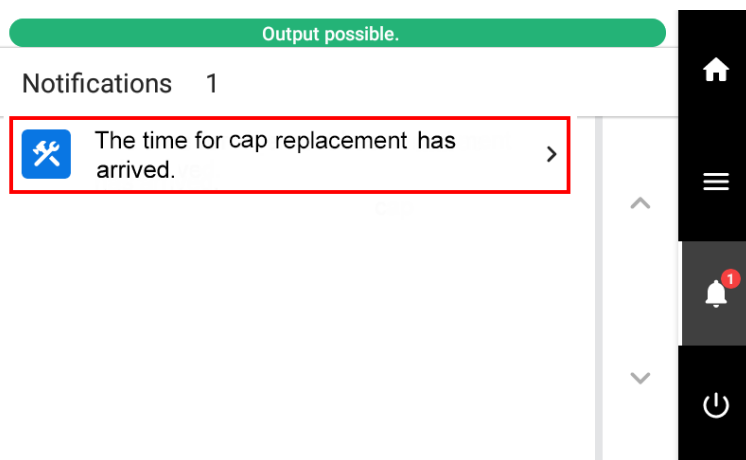 Output possible.
Notifications 1
The time for cap replacement has
arrived.
1